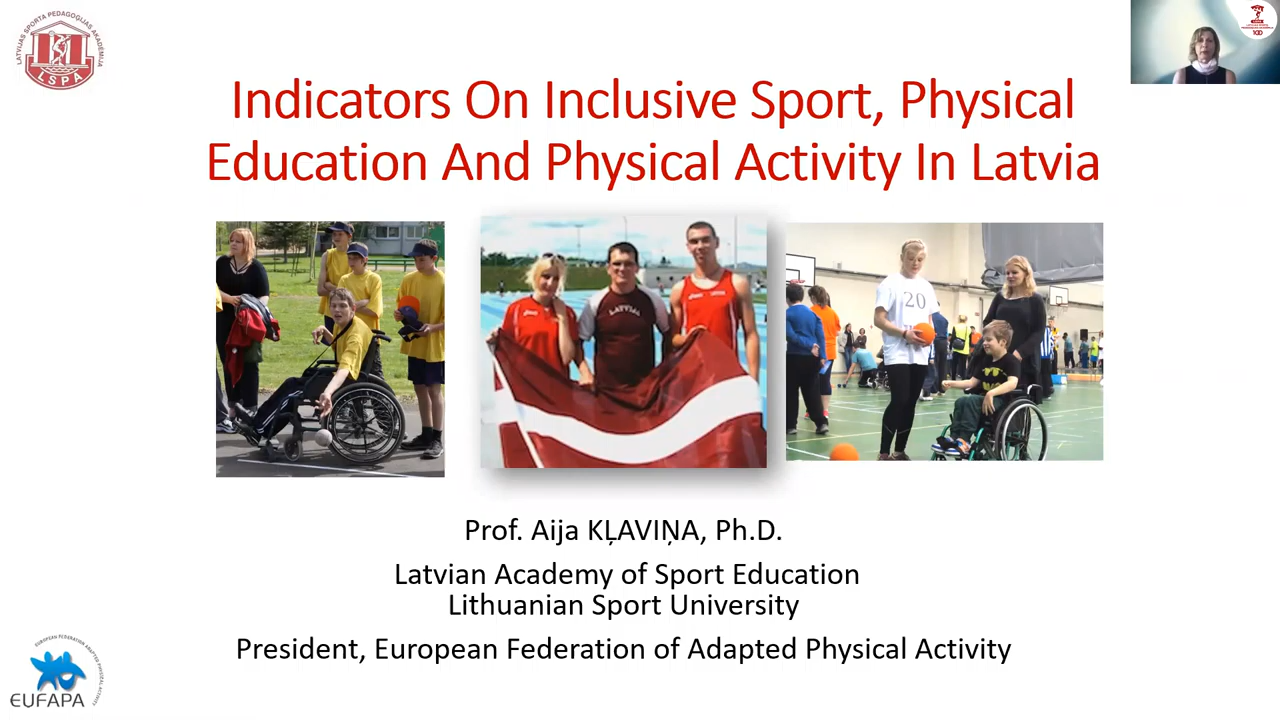 LATVIJAS SPORTA PEDAGOĢIJAS AKADĒMIJA
LSPA
Indicators On Inclusive Sport, Physical
Education And Physical Activity In Latvia
LATVIJA
20
Prof. Aija KĻAVIŅA, Ph.D.
Latvian Academy of Sport Education
Lithuanian Sport University
President, European Federation of Adapted Physical Activity
EUROPEAN FEDERATION ADAPTED PHYSICAL ACTIVITY
EUFAPA